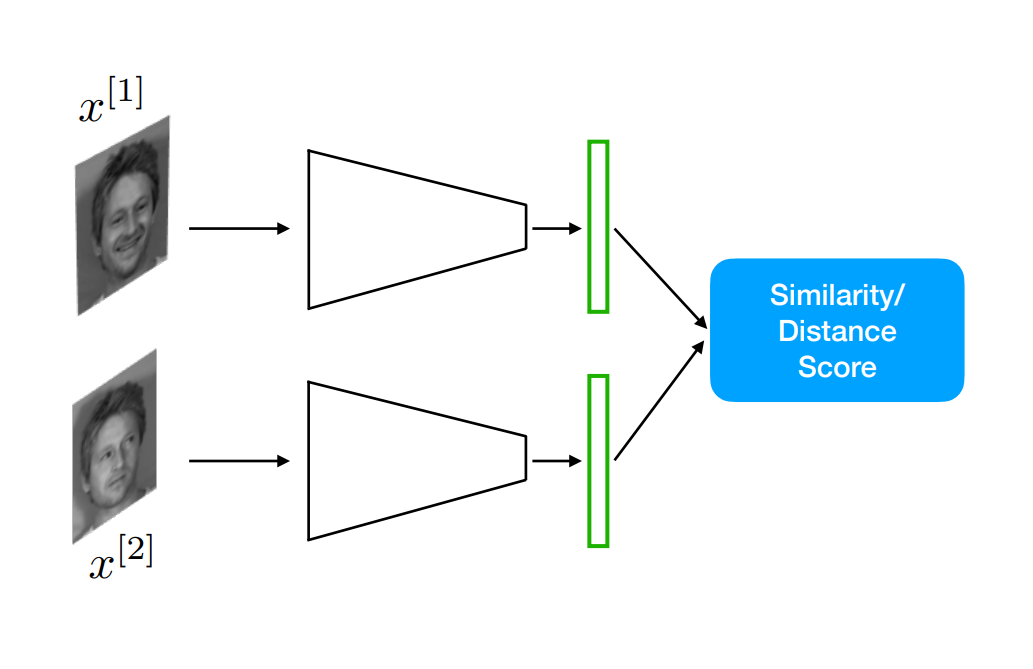 x^{[1]}
Similarity/
Distance
Score
x^{[2]}